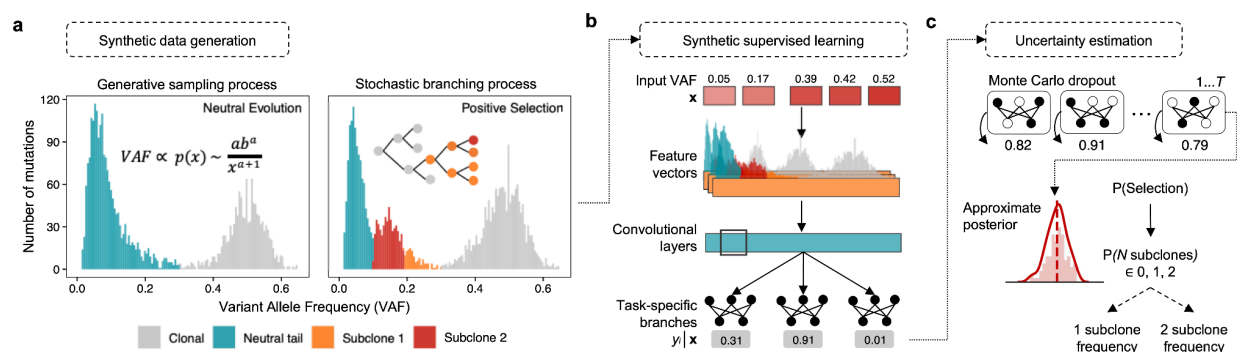 a
Synthetic data generation
Generative sampling process
Stochastic branching process
Number of mutations
120
90
60
30
0
Neutral Evolution
VAF ∝ p(x) ~ ab^a / x^{a+1}
Positive Selection
0.0 0.2 0.4 0.6
0.0 0.2 0.4 0.6
Variant Allele Frequency (VAF)
Clonal
Neutral tail
Subclone 1
Subclone 2
b
Synthetic supervised learning
Input VAF
x
0.05 0.17 0.39 0.42 0.52
Feature
vectors
Convolutional
layers
Task-specific
branches
yᵢ| x
0.31 0.91 0.01
c
Uncertainty estimation
Monte Carlo dropout
1...T
...
0.82 0.91 0.79
Approximate
posterior
P(Selection)
P(N subclones)
∈ 0, 1, 2
1 subclone
frequency
2 subclone
frequency